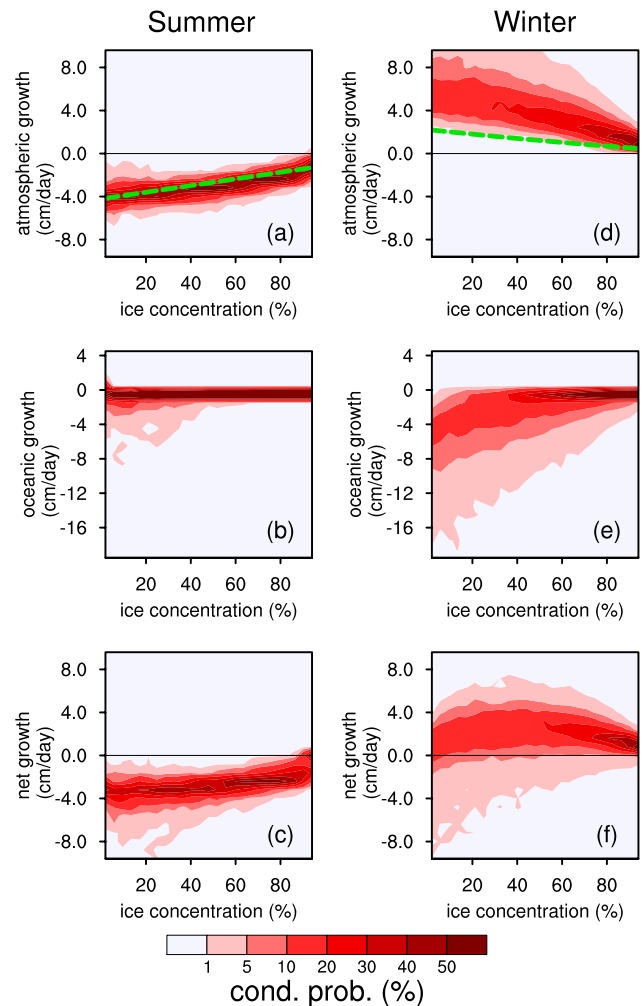 Summer
Winter
atmospheric growth
(cm/day)
8.0
4.0
0.0
-4.0
-8.0
(a)
20 40 60 80
ice concentration (%)
atmospheric growth
(cm/day)
8.0
4.0
0.0
-4.0
-8.0
(d)
20 40 60 80
ice concentration (%)
oceanic growth
(cm/day)
4
0
-4
-8
-12
-16
(b)
20 40 60 80
ice concentration (%)
oceanic growth
(cm/day)
4
0
-4
-8
-12
-16
(e)
20 40 60 80
ice concentration (%)
net growth
(cm/day)
8.0
4.0
0.0
-4.0
-8.0
(c)
20 40 60 80
ice concentration (%)
net growth
(cm/day)
8.0
4.0
0.0
-4.0
-8.0
(f)
20 40 60 80
ice concentration (%)
1 5 10 20 30 40 50
cond. prob. (%)